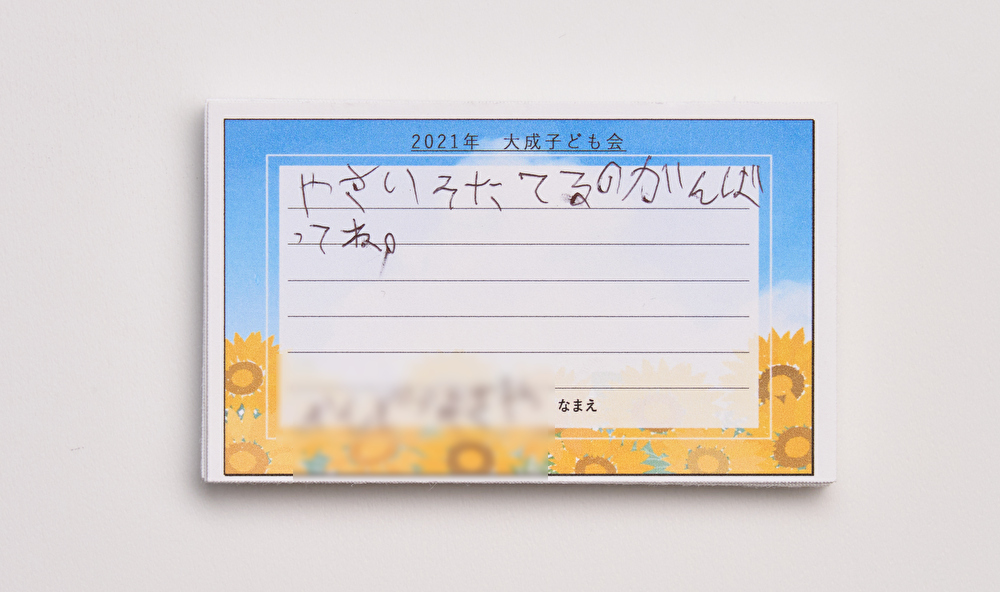 2021年 大成子ども会
やさいそたてるのがんば
ってね。
なまえ